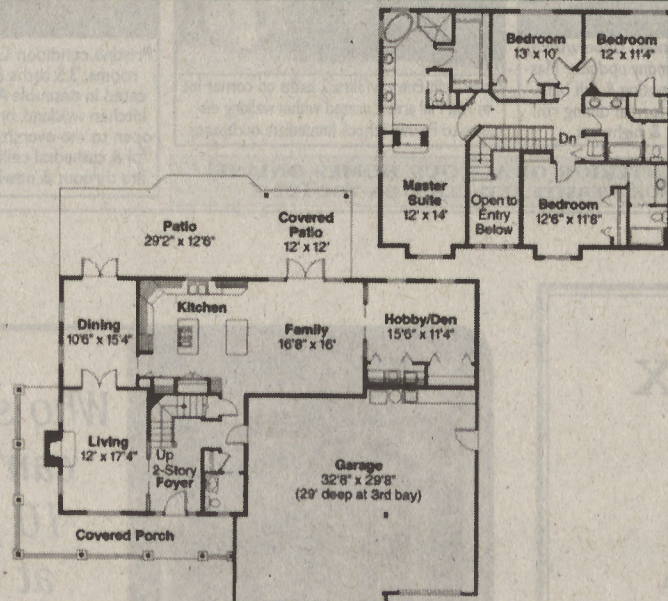 Bedroom
13' x 10'
Bedroom
12' x 11'4"
Dn
Master
Suite
12' x 14'
Open to
Entry
Below
Bedroom
12'6" x 11'8"
Patio
29'2" x 12'6"
Covered
Patio
12' x 12'
Kitchen
Dining
10'6" x 15'4"
Family
16'8" x 16'
Hobby/Den
15'6" x 11'4"
Living
12' x 17'4"
Up
2-Story
Foyer
Garage
32'8" x 29'8"
(29' deep at 3rd bay)
Covered Porch